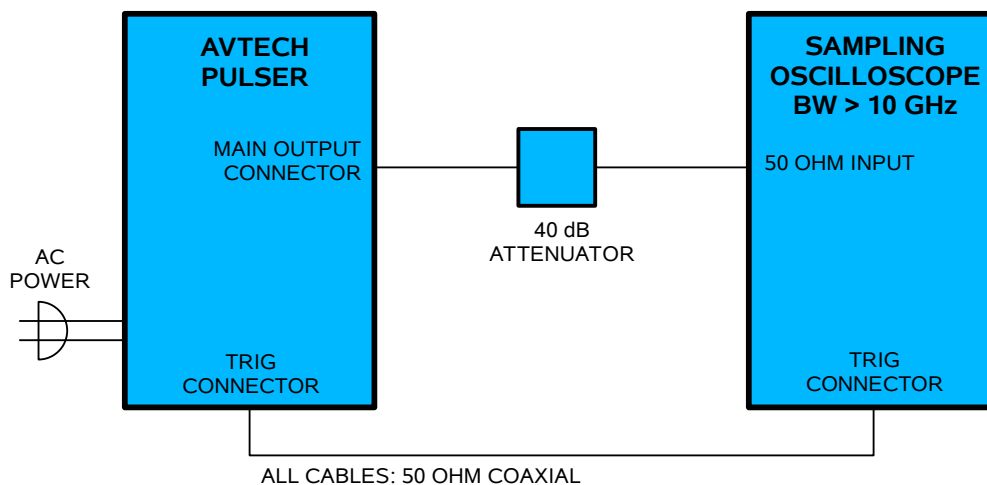 AVTECH
PULSER
MAIN OUTPUT
CONNECTOR
TRIG
CONNECTOR
AC
POWER
40 dB
ATTENUATOR
SAMPLING
OSCILLOSCOPE
BW > 10 GHz
50 OHM INPUT
TRIG
CONNECTOR
ALL CABLES: 50 OHM COAXIAL